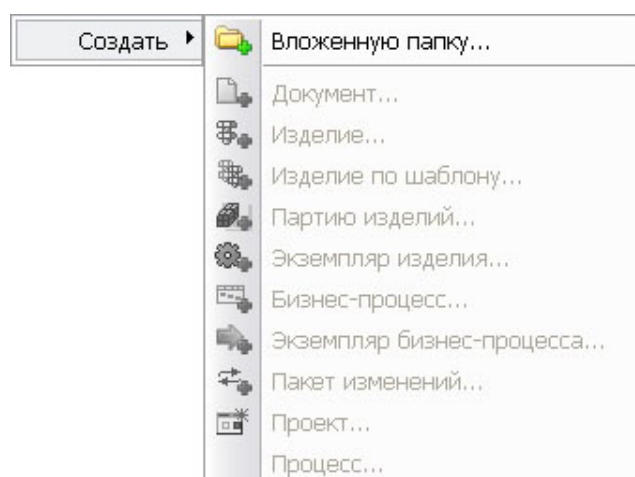 Создать
Вложенную папку...
Документ...
Изделие...
Изделие по шаблону...
Партию изделий...
Экземпляр изделия...
Бизнес-процесс...
Экземпляр бизнес-процесса...
Пакет изменений...
Проект...
Процесс...